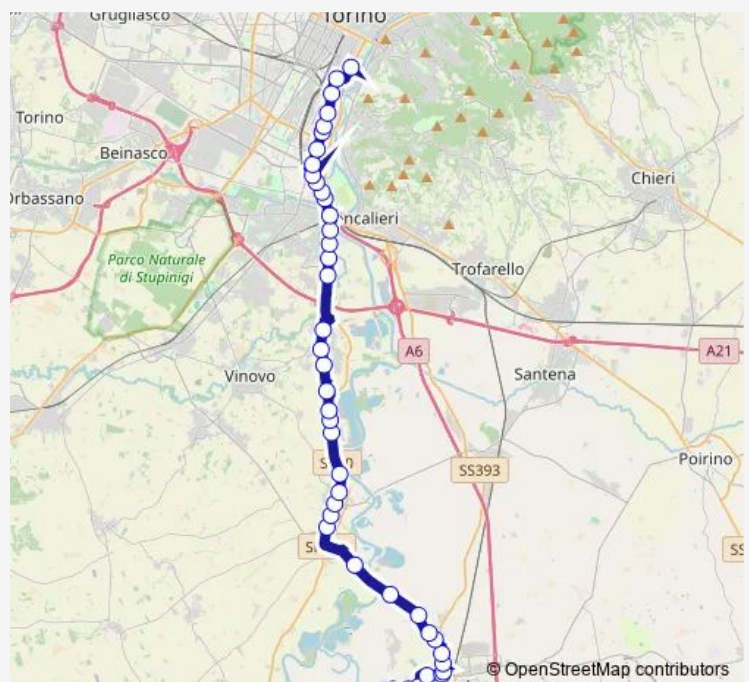 Grugliasco
Torino
Torino
Beinasco
Orbassano
Chieri
ncalieri
Parco Naturale
di Stupinigi
Trofarello
A6
A21
Vinovo
Santena
Poirino
SS393
© OpenStreetMap contributors